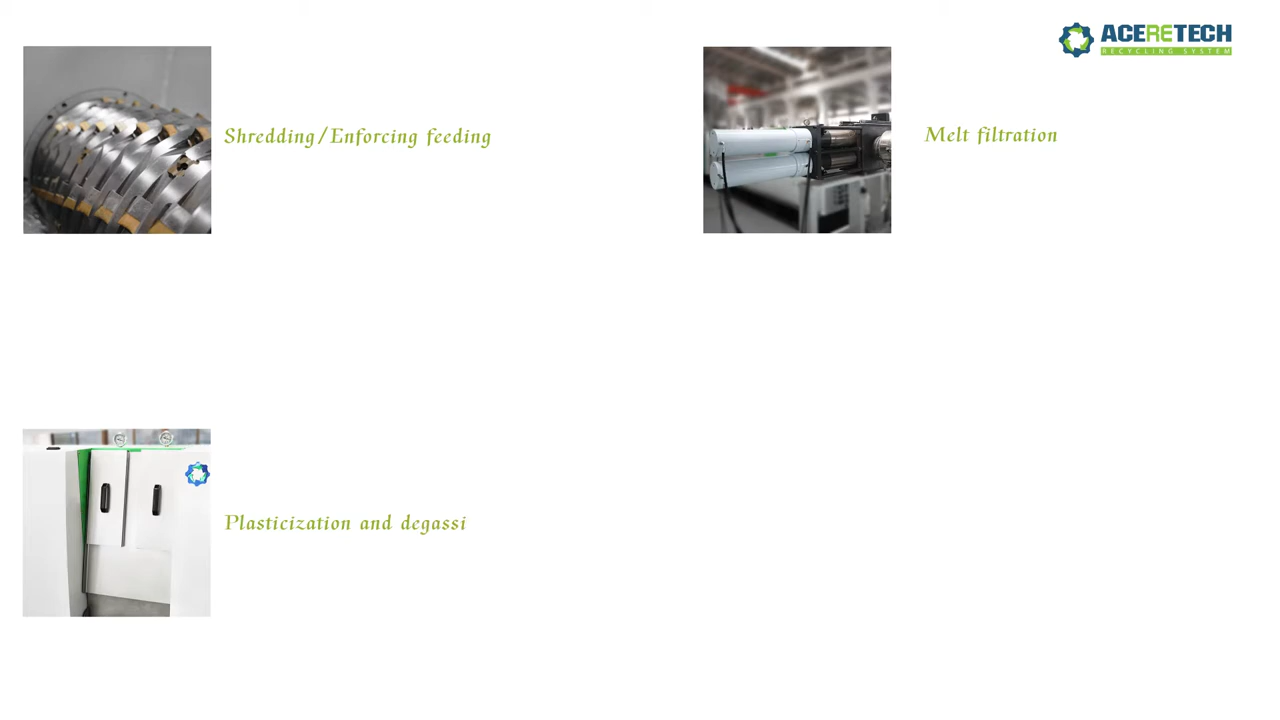 ACERETECH
RECYCLING SYSTEM
Shredding/Enforcing feeding
Melt filtration
Plasticization and degassi